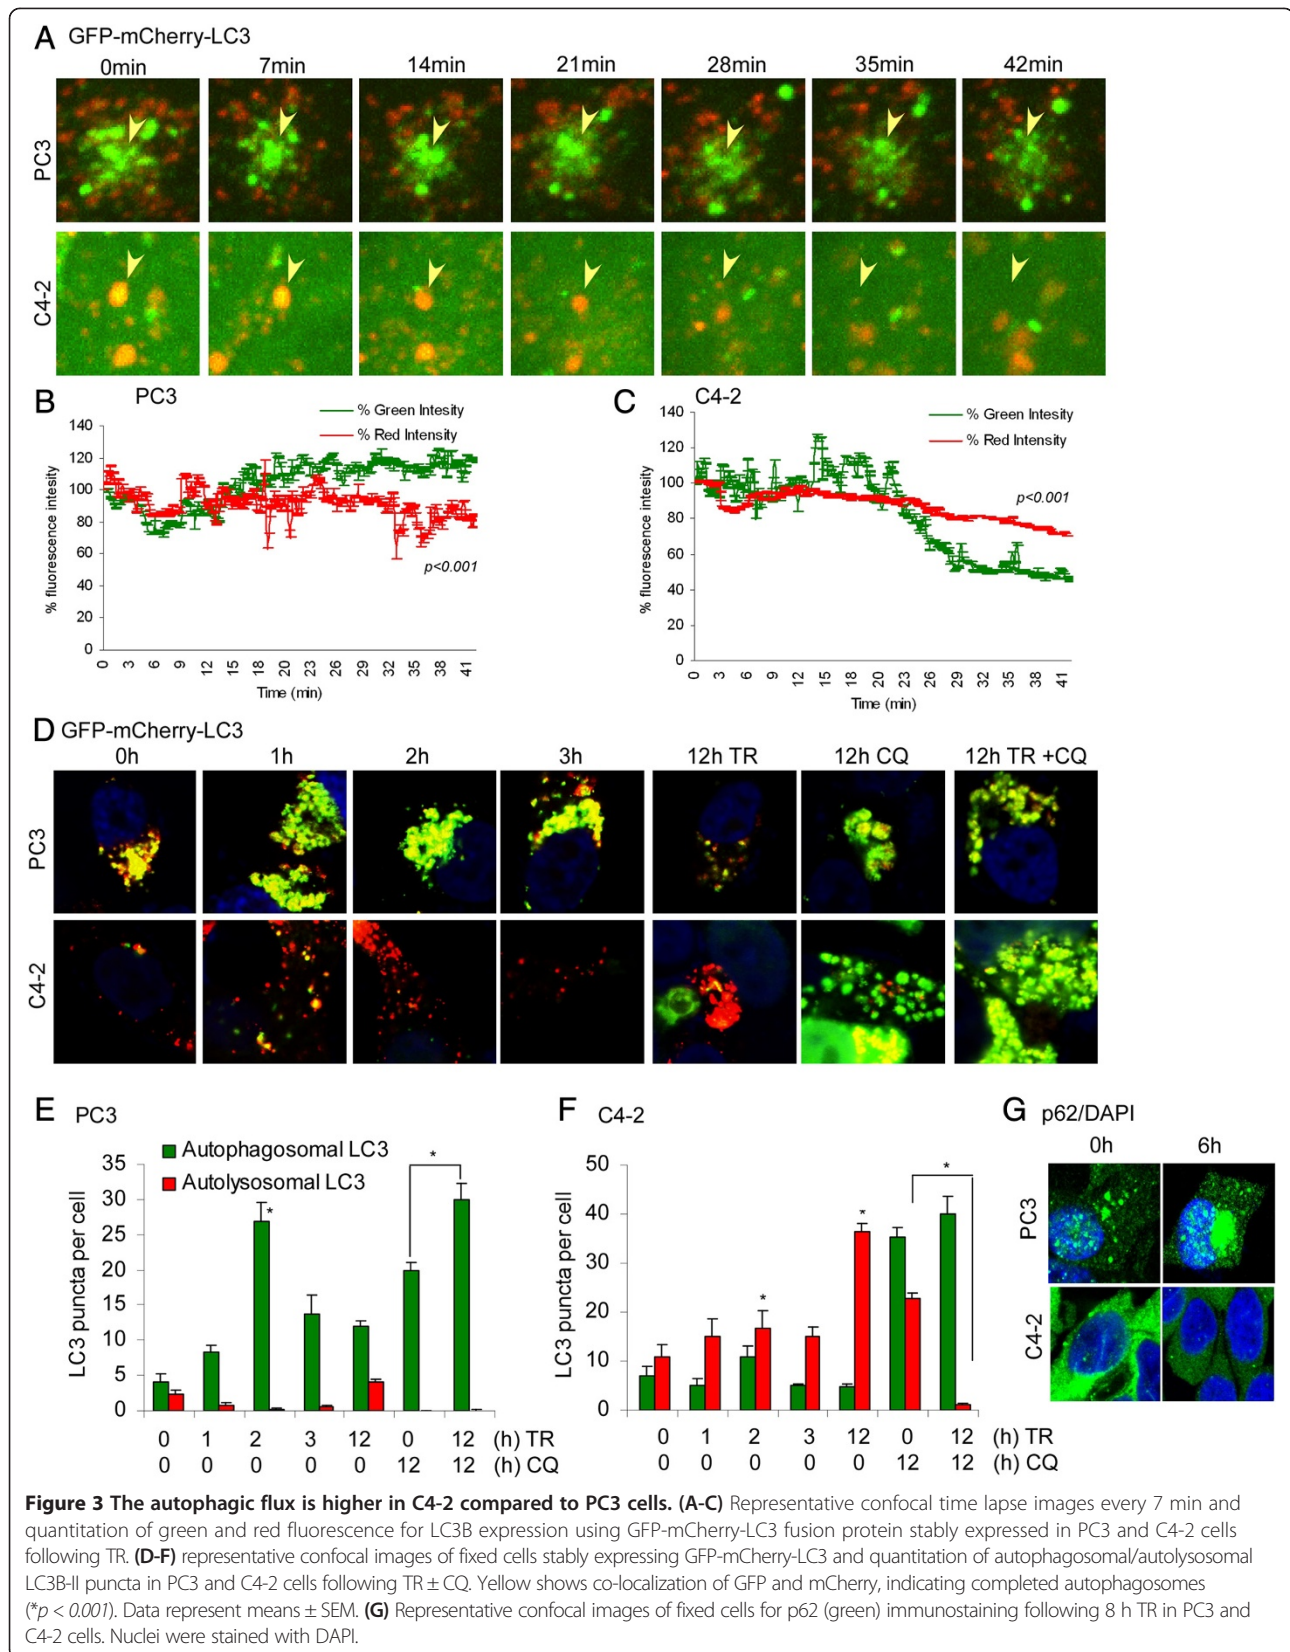 A GFP-mCherry-LC3
0min 7min 14min 21min 28min 35min 42min
PC3
C4-2
B PC3
% Green Intesity
% Red Intensity
% fluorescence intesity
140
120
100
80
60
40
20
0
p<0.001
0 3 6 9 12 15 18 20 23 26 29 32 35 38 41
Time (min)
C C4-2
% Green Intesity
% Red Intensity
% fluorescence intesity
140
120
100
80
60
40
20
0
p<0.001
0 3 6 9 12 15 18 20 23 26 29 32 35 38 41
Time (min)
D GFP-mCherry-LC3
0h 1h 2h 3h 12h TR 12h CQ 12h TR +CQ
PC3
C4-2
E PC3
Autophagosomal LC3
Autolysosomal LC3
LC3 puncta per cell
35
30
25
20
15
10
5
0
*
*
0 1 2 3 12 0 12 (h) TR
0 0 0 0 0 12 12 (h) CQ
F C4-2
LC3 puncta per cell
50
40
30
20
10
0
*
*
*
0 1 2 3 12 0 12 (h) TR
0 0 0 0 0 12 12 (h) CQ
G p62/DAPI
0h 6h
PC3
C4-2
Figure 3 The autophagic flux is higher in C4-2 compared to PC3 cells. (A-C) Representative confocal time lapse images every 7 min and
quantitation of green and red fluorescence for LC3B expression using GFP-mCherry-LC3 fusion protein stably expressed in PC3 and C4-2 cells
following TR. (D-F) representative confocal images of fixed cells stably expressing GFP-mCherry-LC3 and quantitation of autophagosomal/autolysosomal
LC3B-II puncta in PC3 and C4-2 cells following TR ± CQ. Yellow shows co-localization of GFP and mCherry, indicating completed autophagosomes
(*p < 0.001). Data represent means ± SEM. (G) Representative confocal images of fixed cells for p62 (green) immunostaining following 8 h TR in PC3 and
C4-2 cells. Nuclei were stained with DAPI.